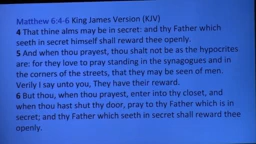 Matthew 6:4-6 King James Version (KJV)
4 That thine alms may be in secret: and thy Father which
seeth in secret himself shall reward thee openly.
5 And when thou prayest, thou shalt not be as the hypocrites
are: for they love to pray standing in the synagogues and in
the corners of the streets, that they may be seen of men.
Verily I say unto you, They have their reward.
6 But thou, when thou prayest, enter into thy closet, and
when thou hast shut thy door, pray to thy Father which is in
secret; and thy Father which seeth in secret shall reward thee
openly.